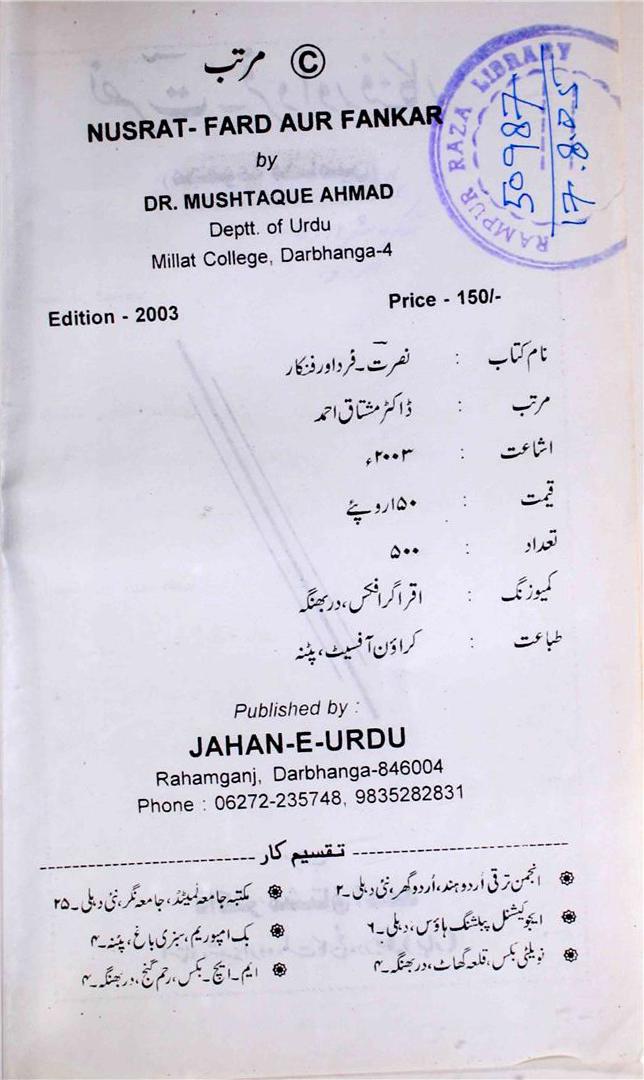 © مرتب
NUSRAT- FARD AUR FANKAR
by
DR. MUSHTAQUE AHMAD
Deptt. of Urdu
Millat College, Darbhanga-4
RAMPUR RAZA LIBRARY
50987
17.8.05
Edition - 2003
Price - 150/-
نام کتاب : نصرت۔فرد اور فنکار
مرتب : ڈاکٹر مشتاق احمد
اشاعت : ۲۰۰۳ء
قیمت : ۱۵۰روپئے
تعداد : ۵۰۰
کمپوزنگ : اقرا گرافکس، دربھنگہ
طباعت : کراؤن آفسیٹ، پٹنہ
Published by :
JAHAN-E-URDU
Rahamganj, Darbhanga-846004
Phone : 06272-235748, 9835282831
تقسیم کار
انجمن ترقی اُردو ہند، اُردو گھر، نئی دہلی۔۲
مکتبہ جامعہ لمیٹڈ، جامعہ نگر، نئی دہلی۔۲۵
ایجوکیشنل پبلشنگ ہاؤس، دہلی۔۶
بک امپوریم، سبزی باغ، پٹنہ۔۴
نویلٹی بکس، قلعہ گھاٹ، دربھنگہ۔۴
ایم۔ایچ۔بکس، رحم گنج، دربھنگہ۔۴